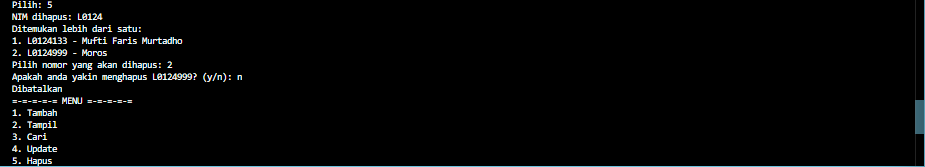 Pilih: 5
NIM dihapus: L0124
Ditemukan lebih dari satu:
1. L0124133 - Mufti Faris Murtadho
2. L0124999 - Moros
Pilih nomor yang akan dihapus: 2
Apakah anda yakin menghapus L0124999? (y/n): n
Dibatalkan
=-=-=-=-= MENU =-=-=-=-=
1. Tambah
2. Tampil
3. Cari
4. Update
5. Hapus